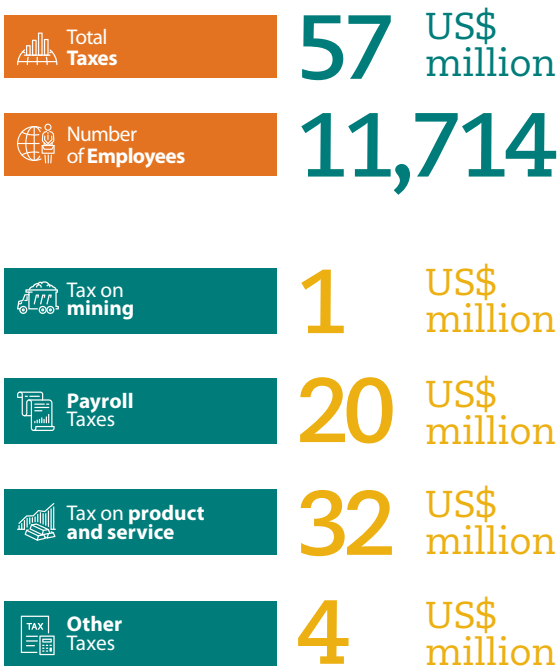 Total
Taxes
57
US$
million
Number
of Employees
11,714
Tax on
mining
1
US$
million
Payroll
Taxes
20
US$
million
Tax on product
and service
32
US$
million
TAX
Other
Taxes
4
US$
million